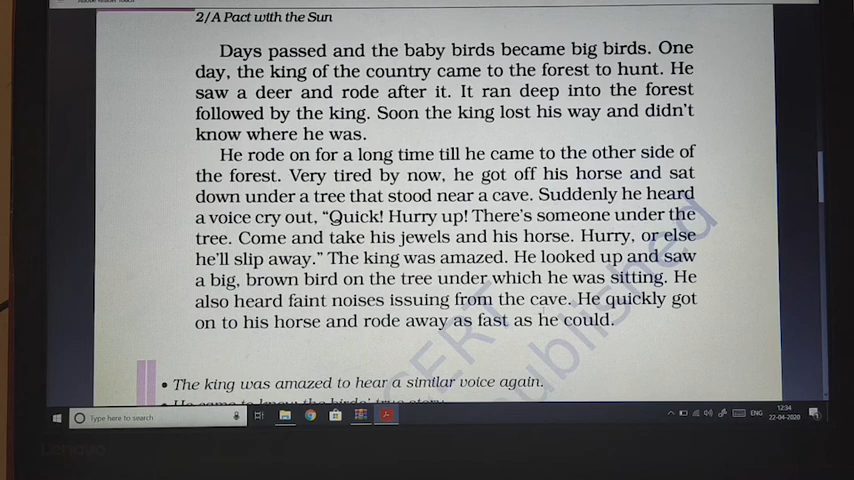 2/A Pact with the Sun
Days passed and the baby birds became big birds. One
day, the king of the country came to the forest to hunt. He
saw a deer and rode after it. It ran deep into the forest
followed by the king. Soon the king lost his way and didn't
know where he was.
He rode on for a long time till he came to the other side of
the forest. Very tired by now, he got off his horse and sat
down under a tree that stood near a cave. Suddenly he heard
a voice cry out, “Quick! Hurry up! There's someone under the
tree. Come and take his jewels and his horse. Hurry, or else
he'll slip away.” The king was amazed. He looked up and saw
a big, brown bird on the tree under which he was sitting. He
also heard faint noises issuing from the cave. He quickly got
on to his horse and rode away as fast as he could.
• The king was amazed to hear a similar voice again.
Type here to search
ENG
12:34
22-04-2020
Lenovo